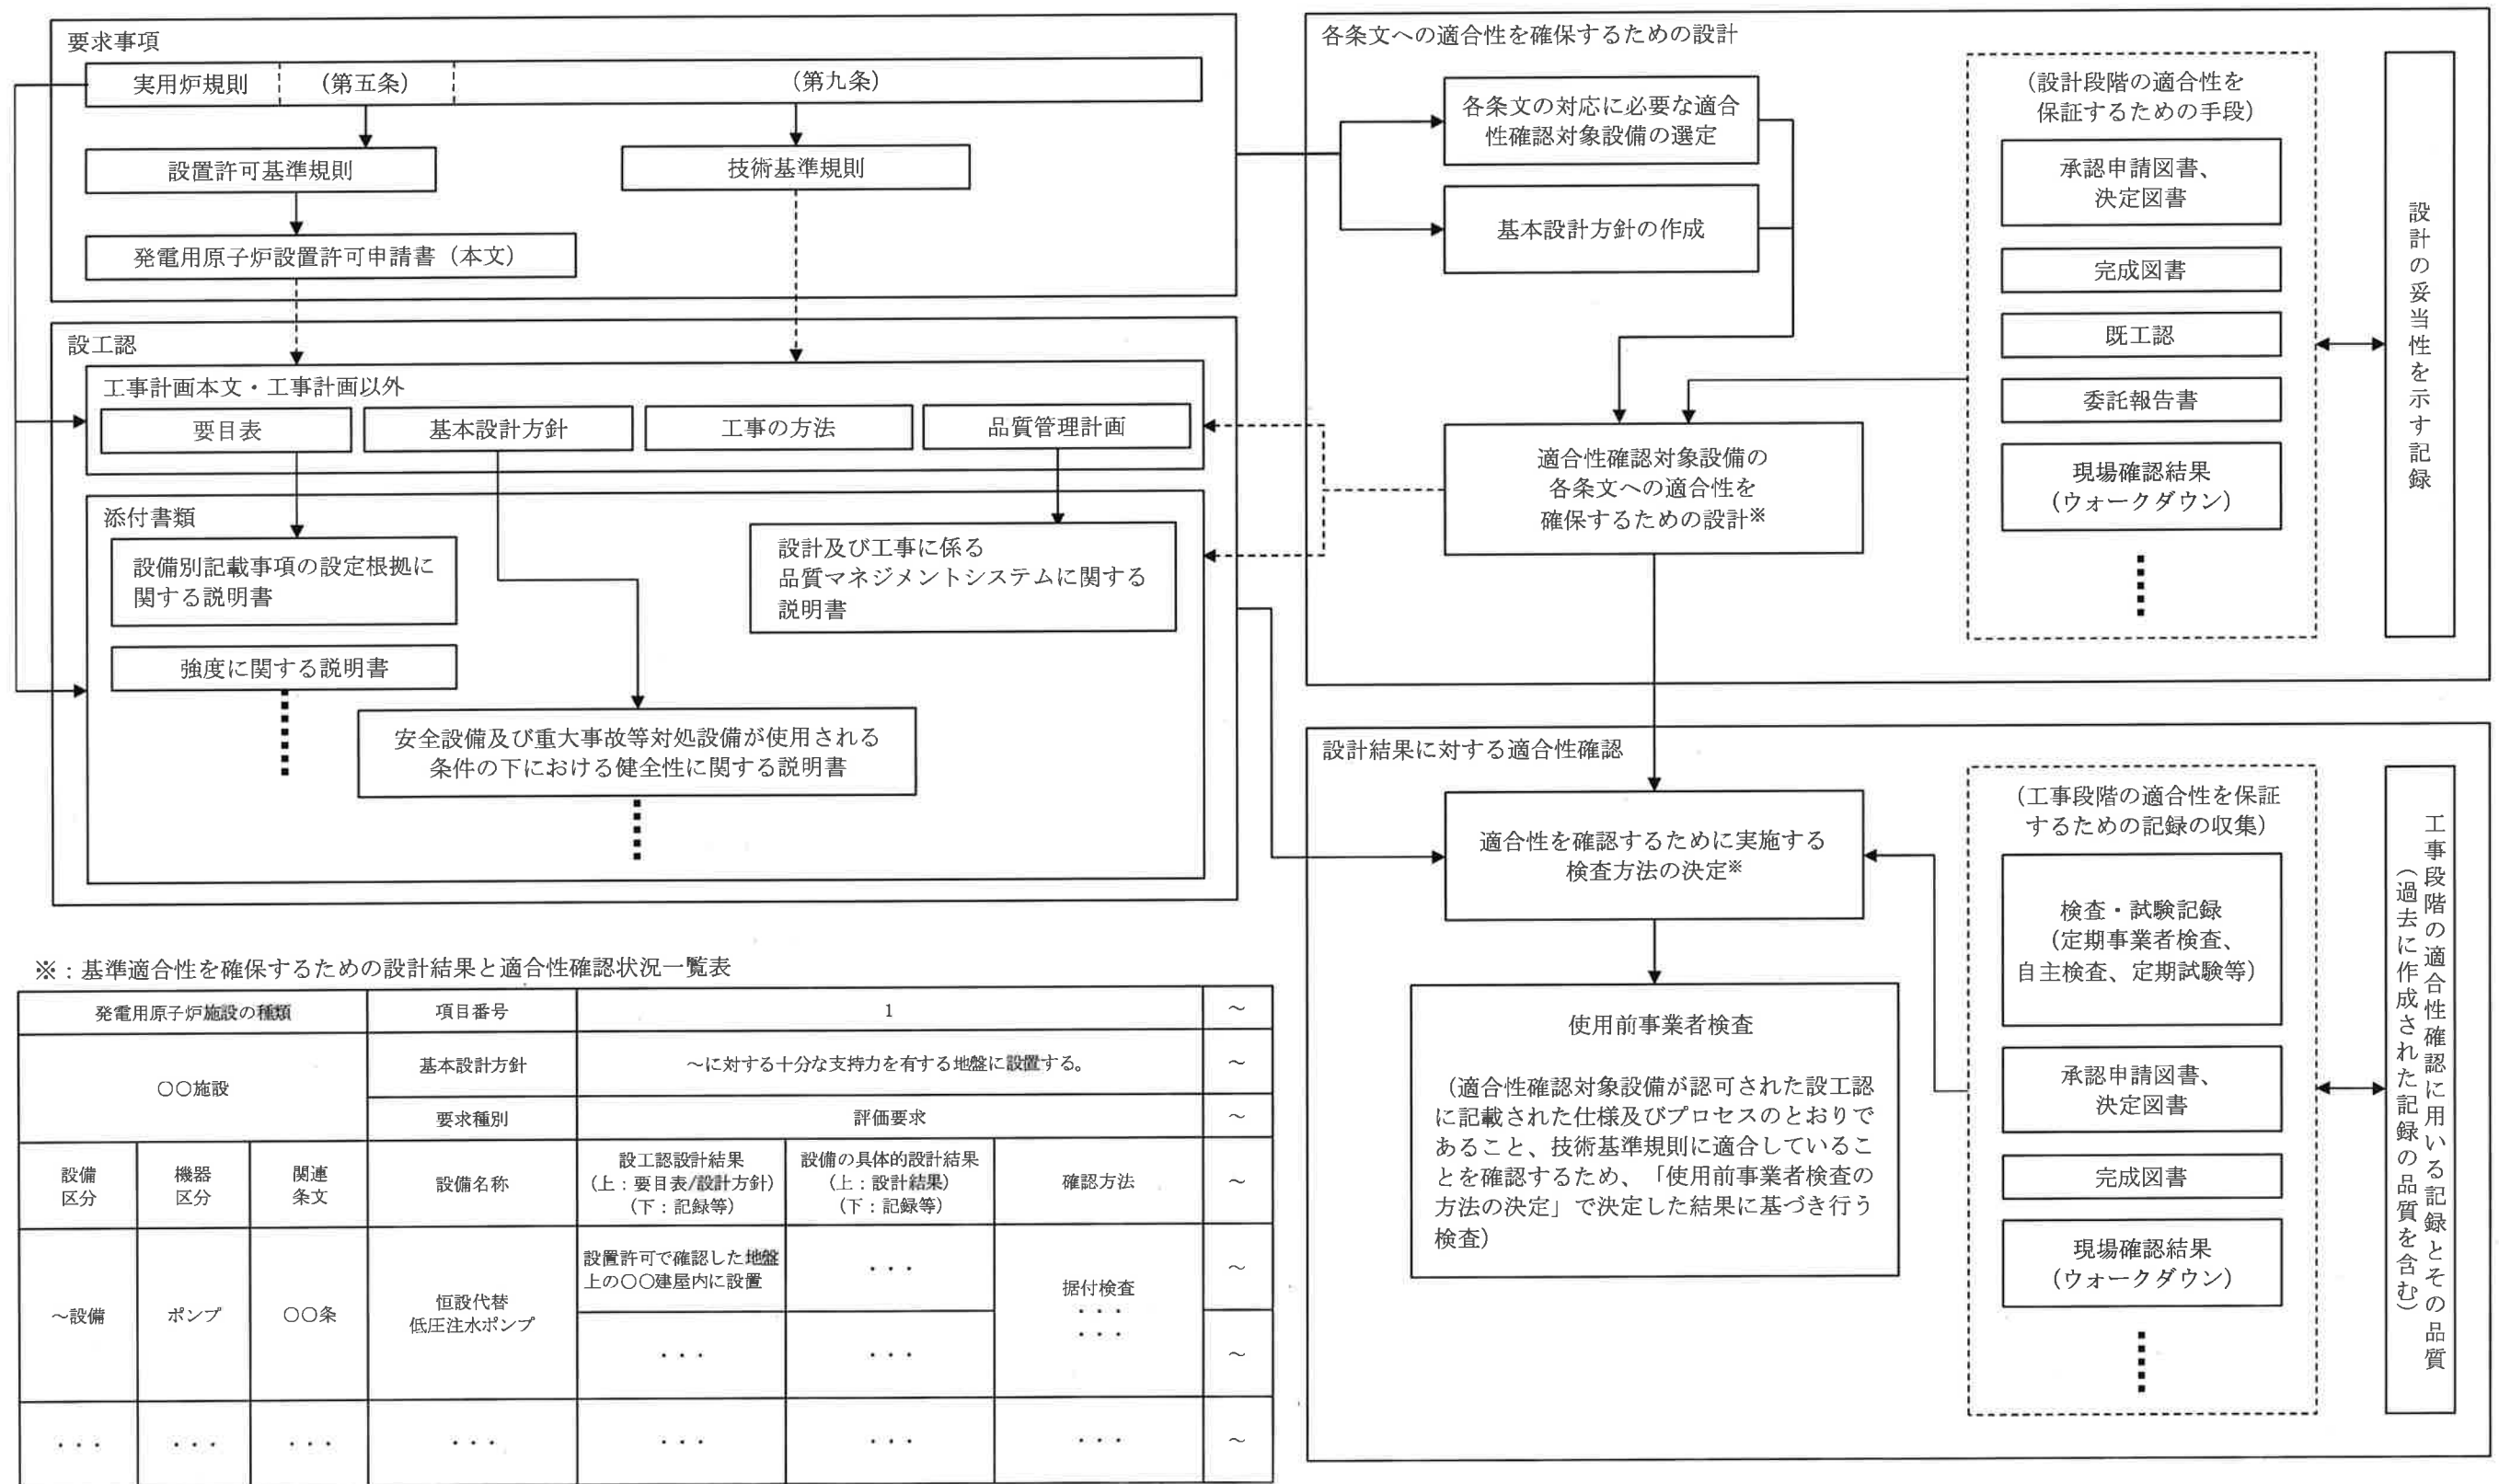 要求事項
実用炉規則
(第五条)
(第九条)
設置許可基準規則
技術基準規則
発電用原子炉設置許可申請書（本文）
設工認
工事計画本文・工事計画以外
要目表
基本設計方針
工事の方法
品質管理計画
添付書類
設備別記載事項の設定根拠に
関する説明書
設計及び工事に係る
品質マネジメントシステムに関する
説明書
強度に関する説明書
安全設備及び重大事故等対処設備が使用される
条件の下における健全性に関する説明書
各条文への適合性を確保するための設計
各条文の対応に必要な適合
性確認対象設備の選定
基本設計方針の作成
適合性確認対象設備の
各条文への適合性を
確保するための設計※
（設計段階の適合性を
保証するための手段）
承認申請図書、
決定図書
完成図書
既工認
委託報告書
現場確認結果
（ウォークダウン）
設計の妥当性を示す記録
設計結果に対する適合性確認
適合性を確認するために実施する
検査方法の決定※
使用前事業者検査
（適合性確認対象設備が認可された設工認
に記載された仕様及びプロセスのとおりで
あること、技術基準規則に適合しているこ
とを確認するため、「使用前事業者検査の
方法の決定」で決定した結果に基づき行う
検査）
（工事段階の適合性を保証
するための記録の収集）
検査・試験記録
（定期事業者検査、
自主検査、定期試験等）
承認申請図書、
決定図書
完成図書
現場確認結果
（ウォークダウン）
工事段階の適合性確認に用いる記録とその品質
（過去に作成された記録の品質を含む）
※：基準適合性を確保するための設計結果と適合性確認状況一覧表
発電用原子炉施設の種類
項目番号
1
～
〇〇施設
基本設計方針
～に対する十分な支持力を有する地盤に設置する。
～
要求種別
評価要求
～
設備
区分
機器
区分
関連
条文
設備名称
設工認設計結果
（上：要目表/設計方針）
（下：記録等）
設備の具体的設計結果
（上：設計結果）
（下：記録等）
確認方法
～
～設備
ポンプ
〇〇条
恒設代替
低圧注水ポンプ
設置許可で確認した地盤
上の〇〇建屋内に設置
・・・
据付検査
・・・
・・・
～
・・・
・・・
～
・・・
・・・
・・・
・・・
・・・
・・・
・・・
～